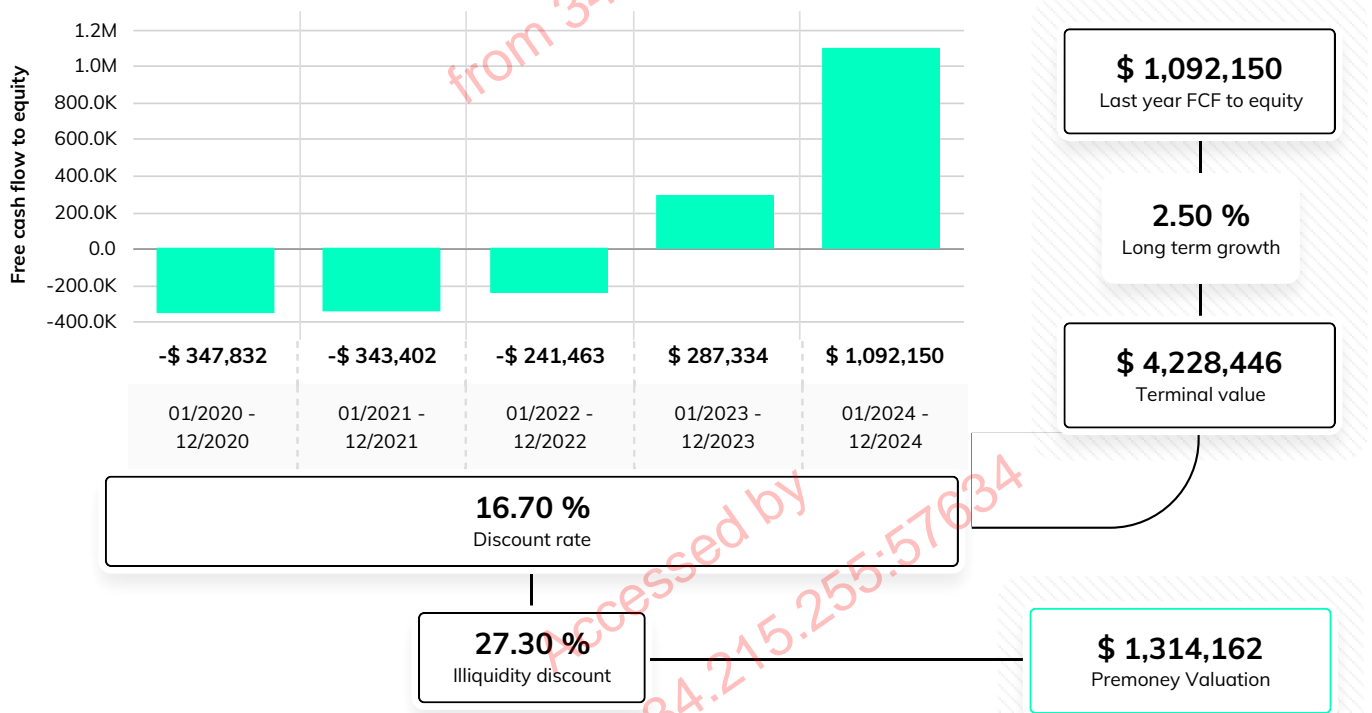 Free cash flow to equity
1.2M
1.0M
800.0K
600.0K
400.0K
200.0K
0.0
-200.0K
-400.0K
-$ 347,832
-$ 343,402
-$ 241,463
$ 287,334
$ 1,092,150
01/2020 -
12/2020
01/2021 -
12/2021
01/2022 -
12/2022
01/2023 -
12/2023
01/2024 -
12/2024
$ 1,092,150
Last year FCF to equity
2.50 %
Long term growth
$ 4,228,446
Terminal value
16.70 %
Discount rate
27.30 %
Illiquidity discount
$ 1,314,162
Premoney Valuation
from 34
Accessed by
34.215.255:57634